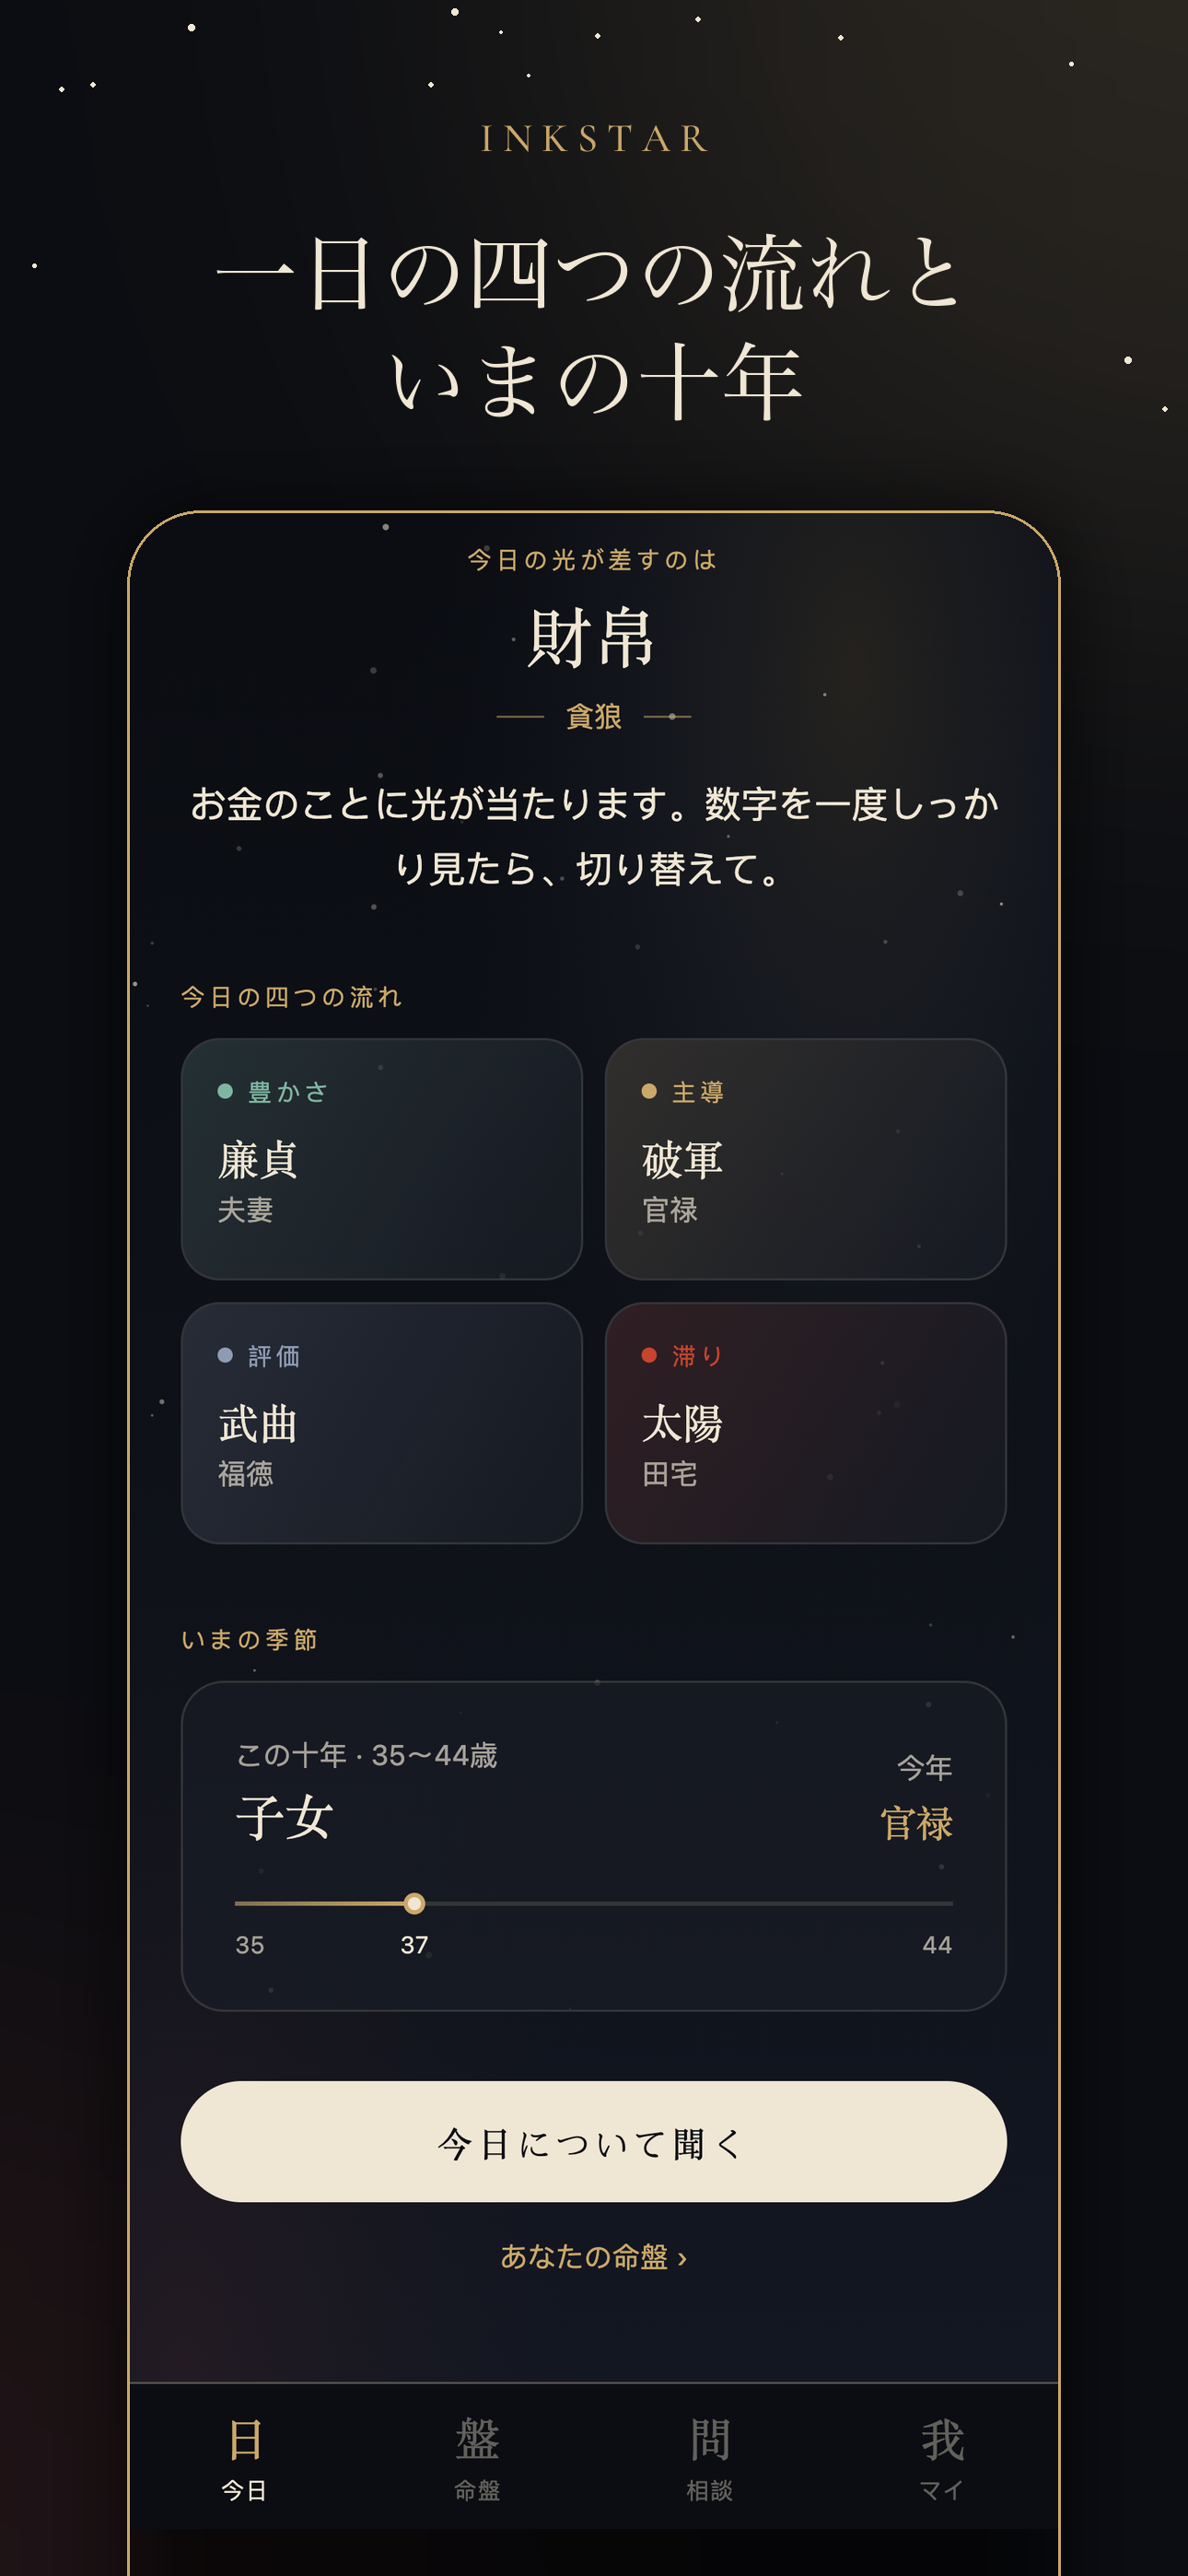 INKSTAR
一日の四つの流れと
いまの十年
今日の光が差すのは
財帛
貪狼
お金のことに光が当たります。数字を一度しっか
り見たら、切り替えて。
今日の四つの流れ
豊かさ
廉貞
夫妻
主導
破軍
官禄
評価
武曲
福徳
滞り
太陽
田宅
いまの季節
この十年 · 35〜44歳
子女
今年
官禄
35
37
44
今日について聞く
あなたの命盤 ›
日
今日
盤
命盤
問
相談
我
マイ